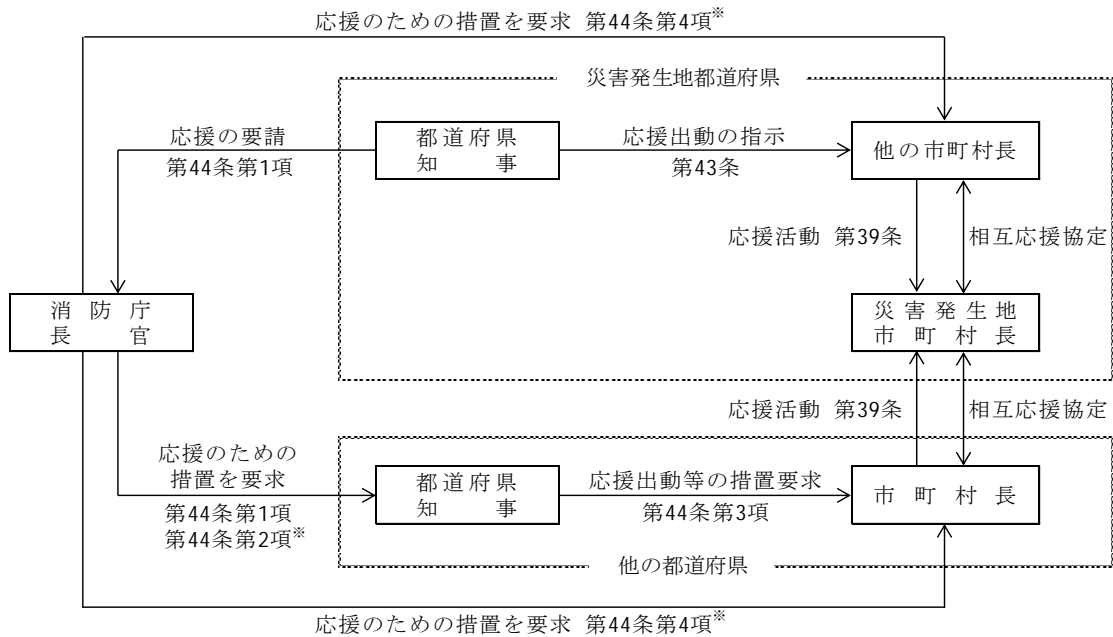 応援のための措置を要求 第44条第4項※
災害発生地都道府県
応援の要請
第44条第1項
都道府県
知事
応援出動の指示
第43条
他の市町村長
応援活動 第39条
相互応援協定
消防庁
長官
災害発生地
市町村長
応援活動 第39条
相互応援協定
応援のための
措置を要求
第44条第1項
第44条第2項※
都道府県
知事
応援出動等の措置要求
第44条第3項
市町村長
他の都道府県
応援のための措置を要求 第44条第4項※